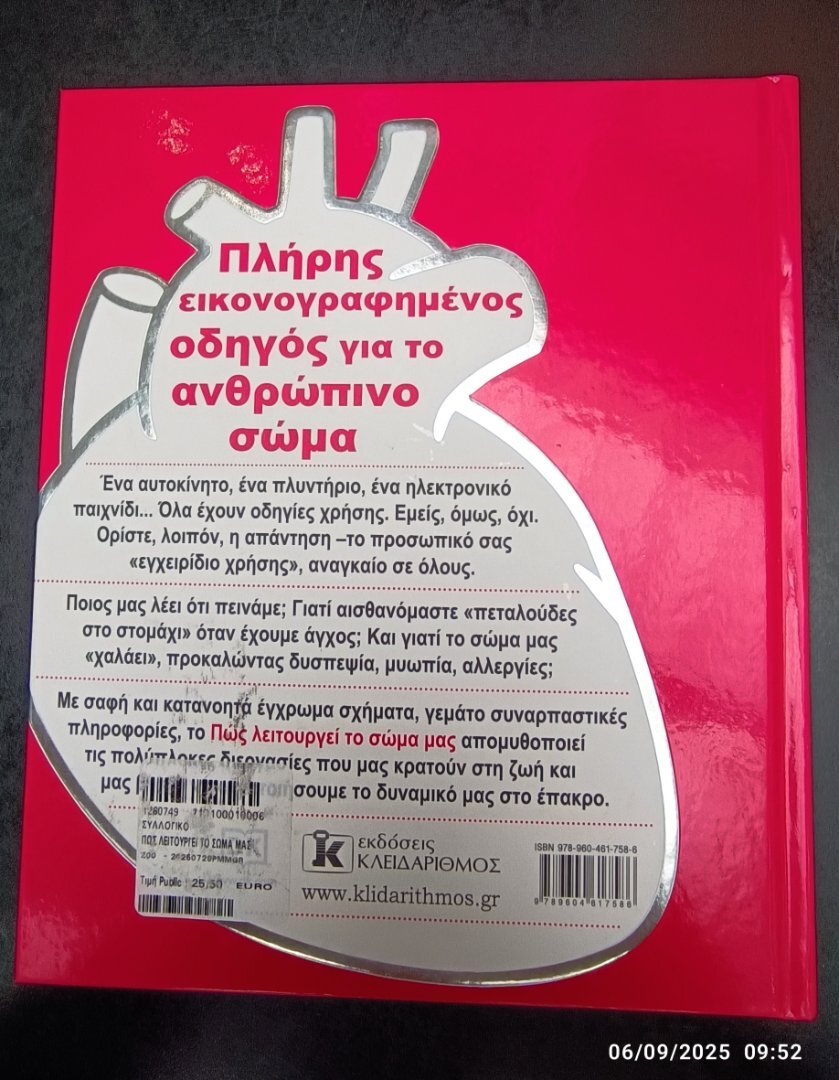 Πλήρης
εικονογραφημένος
οδηγός για το
ανθρώπινο
σώμα
Ένα αυτοκίνητο, ένα πλυντήριο, ένα ηλεκτρονικό
παιχνίδι... Όλα έχουν οδηγίες χρήσης. Εμείς, όμως, όχι.
Ορίστε, λοιπόν, η απάντηση –το προσωπικό σας
«εγχειρίδιο χρήσης», αναγκαίο σε όλους.
Ποιος μας λέει ότι πεινάμε; Γιατί αισθανόμαστε «πεταλούδες
στο στομάχι» όταν έχουμε άγχος; Και γιατί το σώμα μας
«χαλάει», προκαλώντας δυσπεψία, μυωπία, αλλεργίες;
Με σαφή και κατανοητά έγχρωμα σχήματα, γεμάτο συναρπαστικές
πληροφορίες, το Πώς λειτουργεί το σώμα μας απομυθοποιεί
τις πολύπλοκες διεργασίες που μας κρατούν στη ζωή και
μας σουμε το δυναμικό μας στο έπακρο.
ΣΥΛΛΟΓΙΚΟ
ΠΩΣ ΛΕΙΤΟΥΡΓΕΙ ΤΟ ΣΩΜΑ ΜΑΣ
Τιμή Public : 25,50 EURO
εκδόσεις
ΚΛΕΙΔΑΡΙΘΜΟΣ
www.klidarithmos.gr
ISBN 978-960-461-758-6
9 789604 617586
06/09/2025 09:52